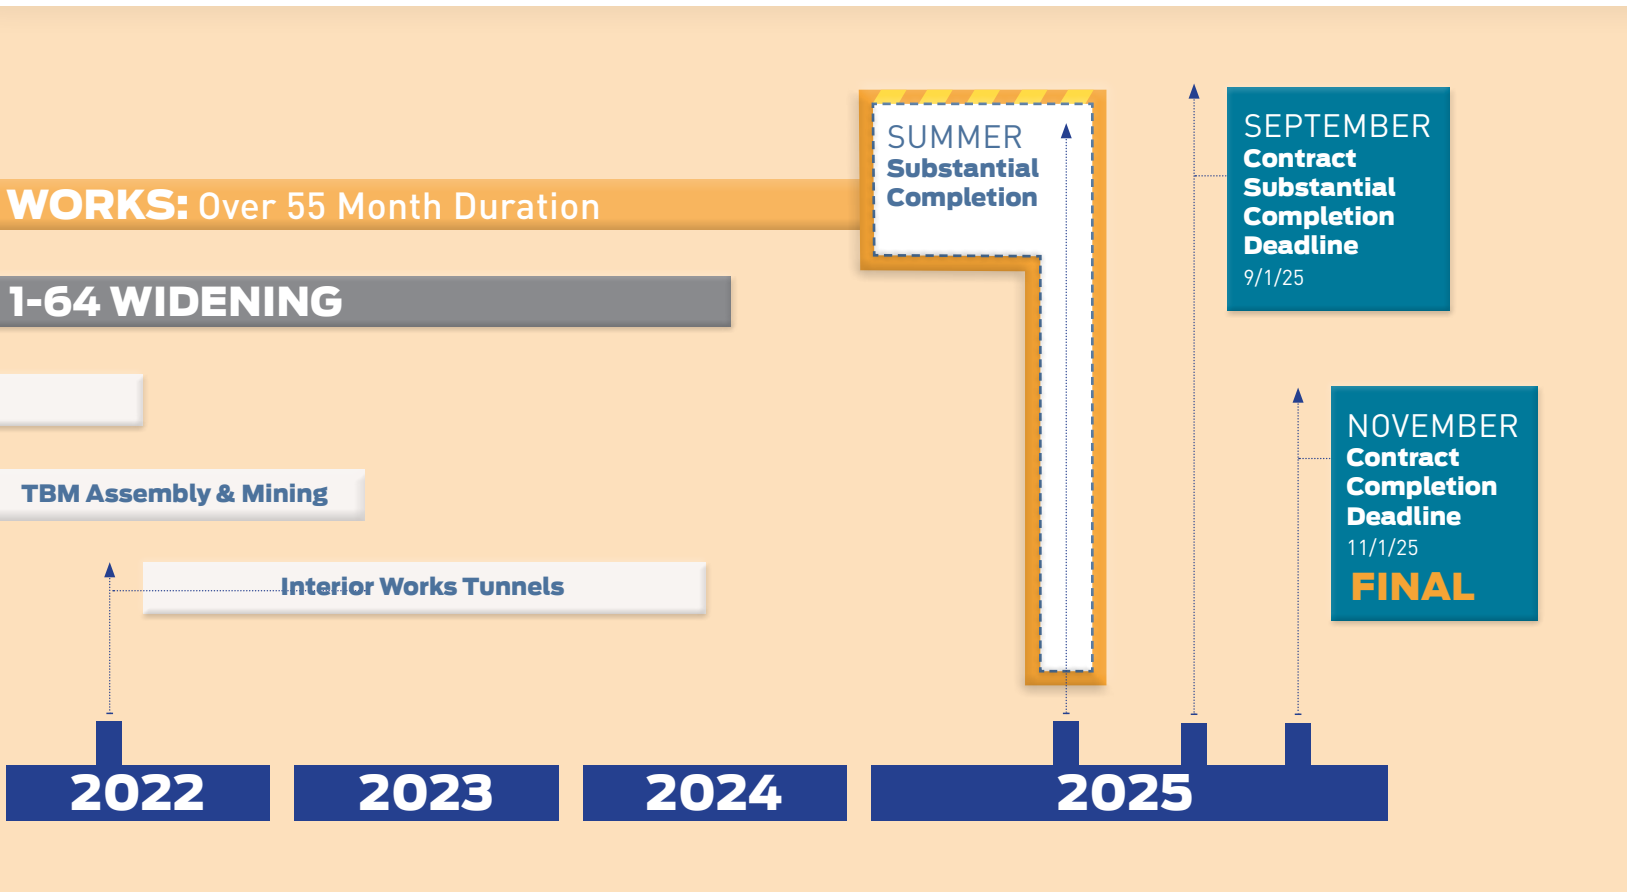 SUMMER
Substantial
Completion
SEPTEMBER
Contract
Substantial
Completion
Deadline
9/1/25
WORKS: Over 55 Month Duration
1-64 WIDENING
NOVEMBER
Contract
Completion
Deadline
11/1/25
FINAL
TBM Assembly & Mining
Interior Works Tunnels
2022
2023
2024
2025